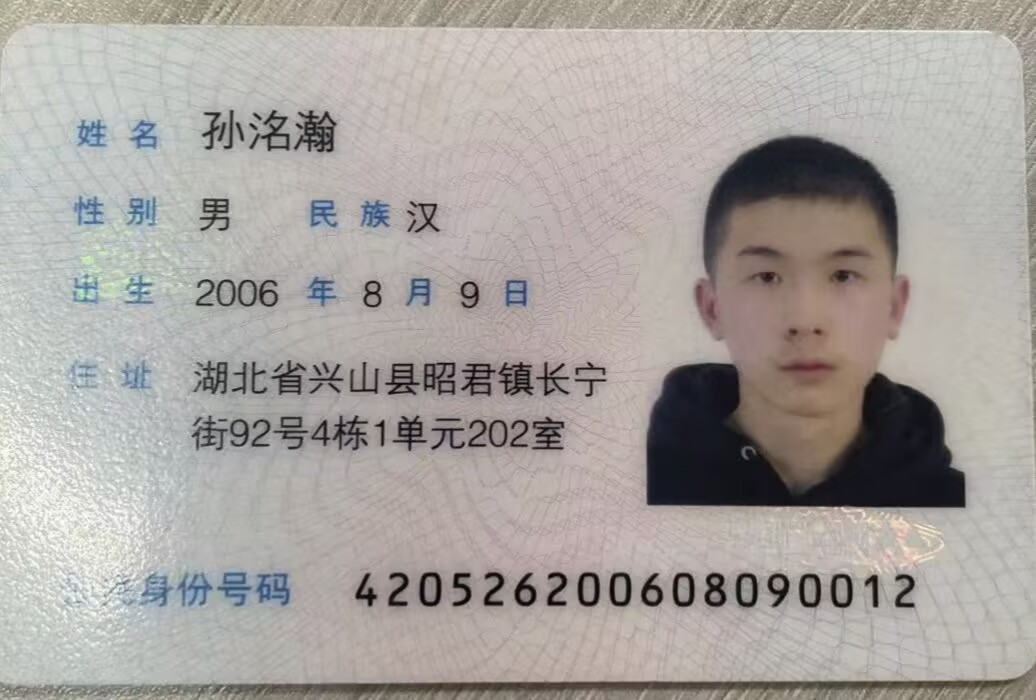 姓名 孙洺瀚
性别 男 民族 汉
出生 2006 年 8 月 9 日
住址 湖北省兴山县昭君镇长宁
街92号4栋1单元202室
公民身份号码 420526200608090012